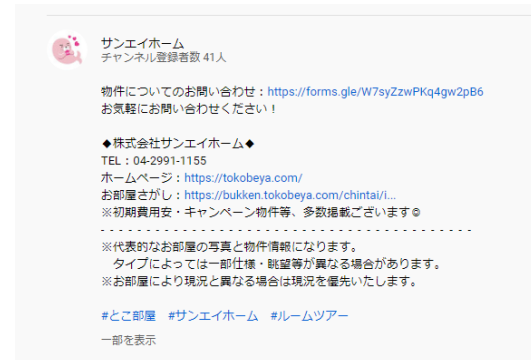 サンエイホーム
チャンネル登録者数 41人
物件についてのお問い合わせ：https://forms.gle/W7syZzwPKq4gw2pB6
お気軽にお問い合わせください！
◆株式会社サンエイホーム◆
TEL：04-2991-1155
ホームページ：https://tokobeya.com/
お部屋さがし：https://bukken.tokobeya.com/chintai/i...
※初期費用安・キャンペーン物件等、多数掲載ございます☺
- - - - - - - - - - - - - - - - - - - - - - - - - - - - - - - - - - - - - - - - - - - -
※代表的なお部屋の写真と物件情報になります。
　タイプによっては一部仕様・眺望等が異なる場合があります。
※お部屋により現況と異なる場合は現況を優先いたします。
#とこ部屋　#サンエイホーム　#ルームツアー
一部を表示